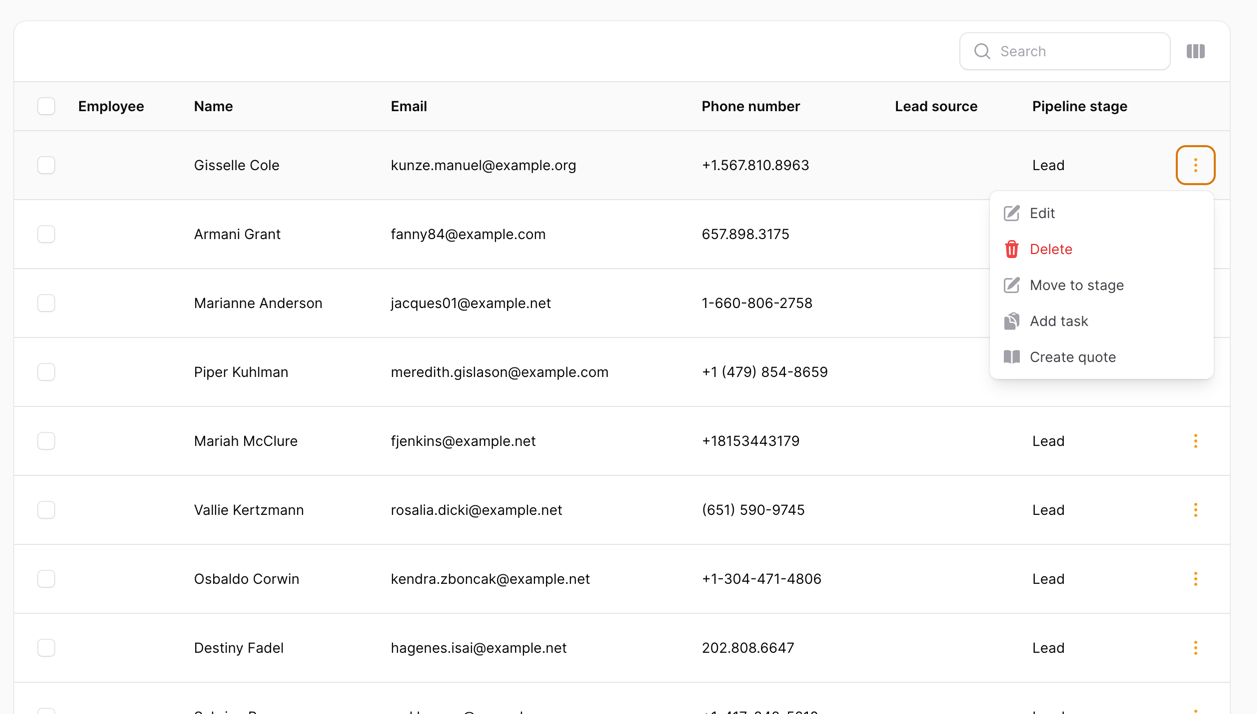 Search
Employee Name Email Phone number Lead source Pipeline stage
Gisselle Cole kunze.manuel@example.org +1.567.810.8963 Lead
Edit
Armani Grant fanny84@example.com 657.898.3175
Delete
Move to stage
Marianne Anderson jacques01@example.net 1-660-806-2758
Add task
Create quote
Piper Kuhlman meredith.gislason@example.com +1 (479) 854-8659
Mariah McClure fjenkins@example.net +18153443179 Lead
Vallie Kertzmann rosalia.dicki@example.net (651) 590-9745 Lead
Osbaldo Corwin kendra.zboncak@example.net +1-304-471-4806 Lead
Destiny Fadel hagenes.isai@example.net 202.808.6647 Lead